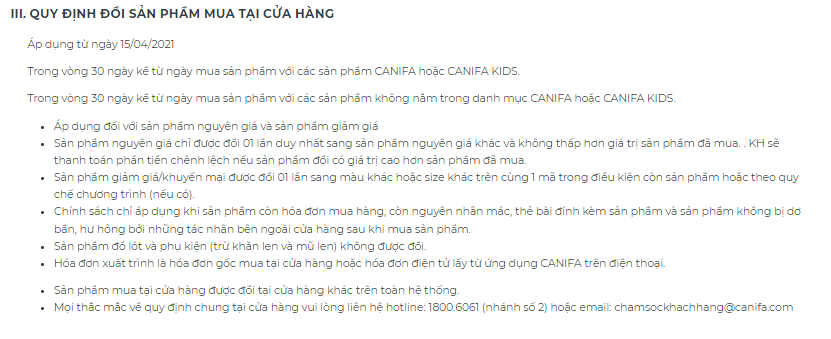 III. QUY ĐỊNH ĐỔI SẢN PHẨM MUA TẠI CỬA HÀNG
Áp dụng từ ngày 15/04/2021
Trong vòng 30 ngày kể từ ngày mua sản phẩm với các sản phẩm CANIFA hoặc CANIFA KIDS.
Trong vòng 30 ngày kể từ ngày mua sản phẩm với các sản phẩm không nằm trong danh mục CANIFA hoặc CANIFA KIDS.
• Áp dụng đối với sản phẩm nguyên giá và sản phẩm giảm giá
• Sản phẩm nguyên giá chỉ được đổi 01 lần duy nhất sang sản phẩm nguyên giá khác và không thấp hơn giá trị sản phẩm đã mua. . KH sẽ
thanh toán phần tiền chênh lệch nếu sản phẩm đổi có giá trị cao hơn sản phẩm đã mua.
• Sản phẩm giảm giá/khuyến mại được đổi 01 lần sang màu khác hoặc size khác trên cùng 1 mã trong điều kiện còn sản phẩm hoặc theo quy
chế chương trình (nếu có).
• Chính sách chỉ áp dụng khi sản phẩm còn hóa đơn mua hàng, còn nguyên nhãn mác, thẻ bài đính kèm sản phẩm và sản phẩm không bị dơ
bẩn, hư hỏng bởi những tác nhân bên ngoài cửa hàng sau khi mua sản phẩm.
• Sản phẩm đồ lót và phụ kiện (trừ khăn len và mũ len) không được đổi.
• Hóa đơn xuất trình là hóa đơn gốc mua tại cửa hàng hoặc hóa đơn điện tử lấy từ ứng dụng CANIFA trên điện thoại.
• Sản phẩm mua tại cửa hàng được đổi tại cửa hàng khác trên toàn hệ thống.
• Mọi thắc mắc về quy định chung tại cửa hàng vui lòng liên hệ hotline: 1800.6061 (nhánh số 2) hoặc email: chamsockhachhang@canifa.com